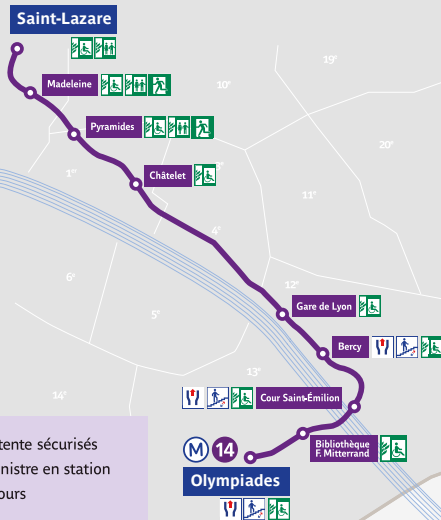 Saint-Lazare
Madeleine
19e
10e
Pyramides
20e
Châtelet
1er
11e
4e
6e
12e
Gare de Lyon
5e
Bercy
13e
14e
Cour Saint-Émilion
tente sécurisés
nistre en station
ours
M 14
Bibliothèque
F. Mitterrand
Olympiades